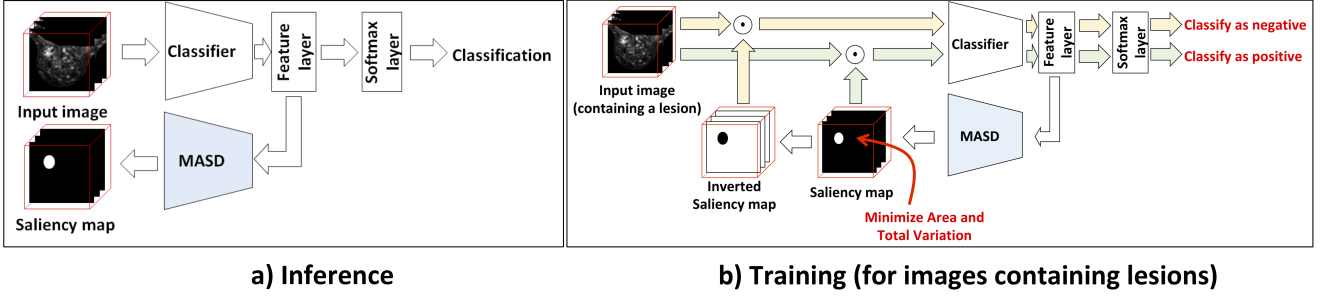 Classifier
Feature
layer
Softmax
layer
Classification
Input image
MASD
Saliency map
a) Inference
Input image
(containing a lesion)
Classifier
Feature
layer
Softmax
layer
Classify as negative
Classify as positive
MASD
Inverted
Saliency map
Saliency map
Minimize Area and
Total Variation
b) Training (for images containing lesions)